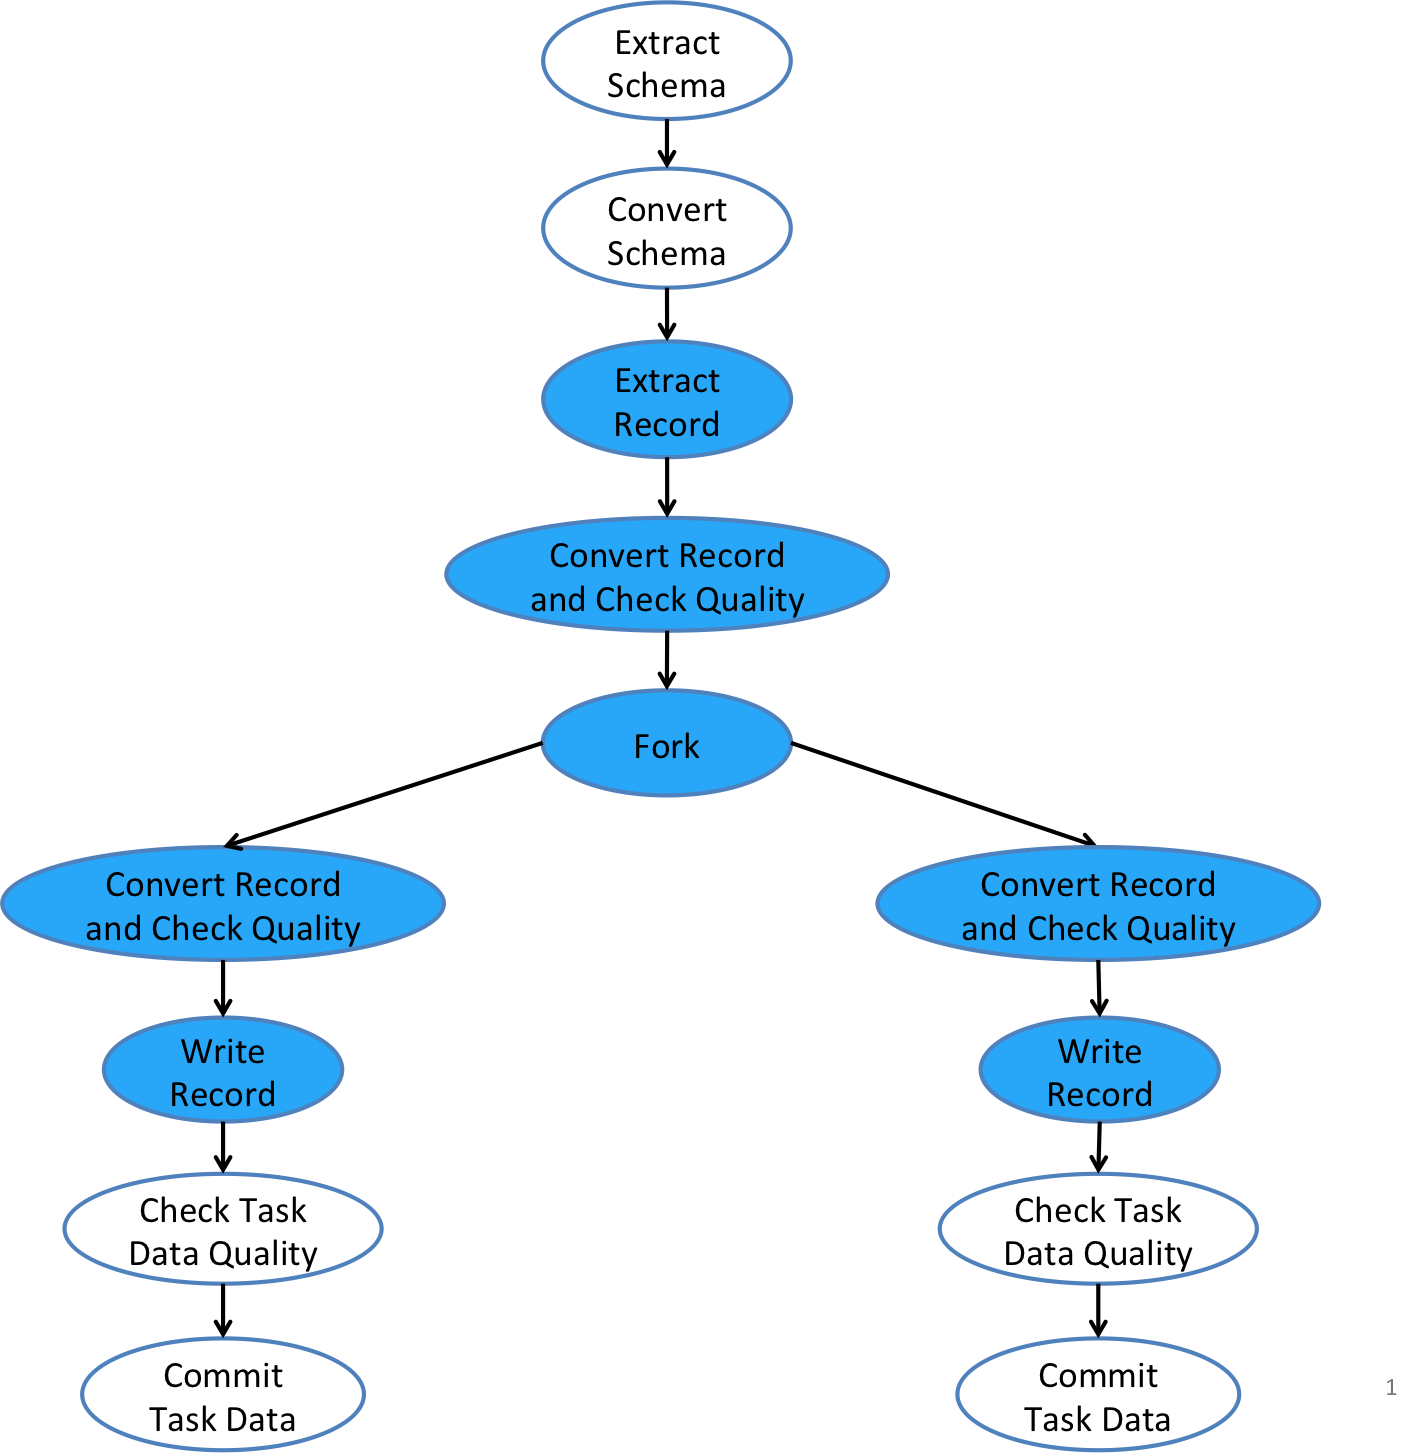 Extract
Schema
Convert
Schema
Extract
Record
Convert Record
and Check Quality
Fork
Convert Record
and Check Quality
Write
Record
Check Task
Data Quality
Commit
Task Data
Convert Record
and Check Quality
Write
Record
Check Task
Data Quality
Commit
Task Data
1